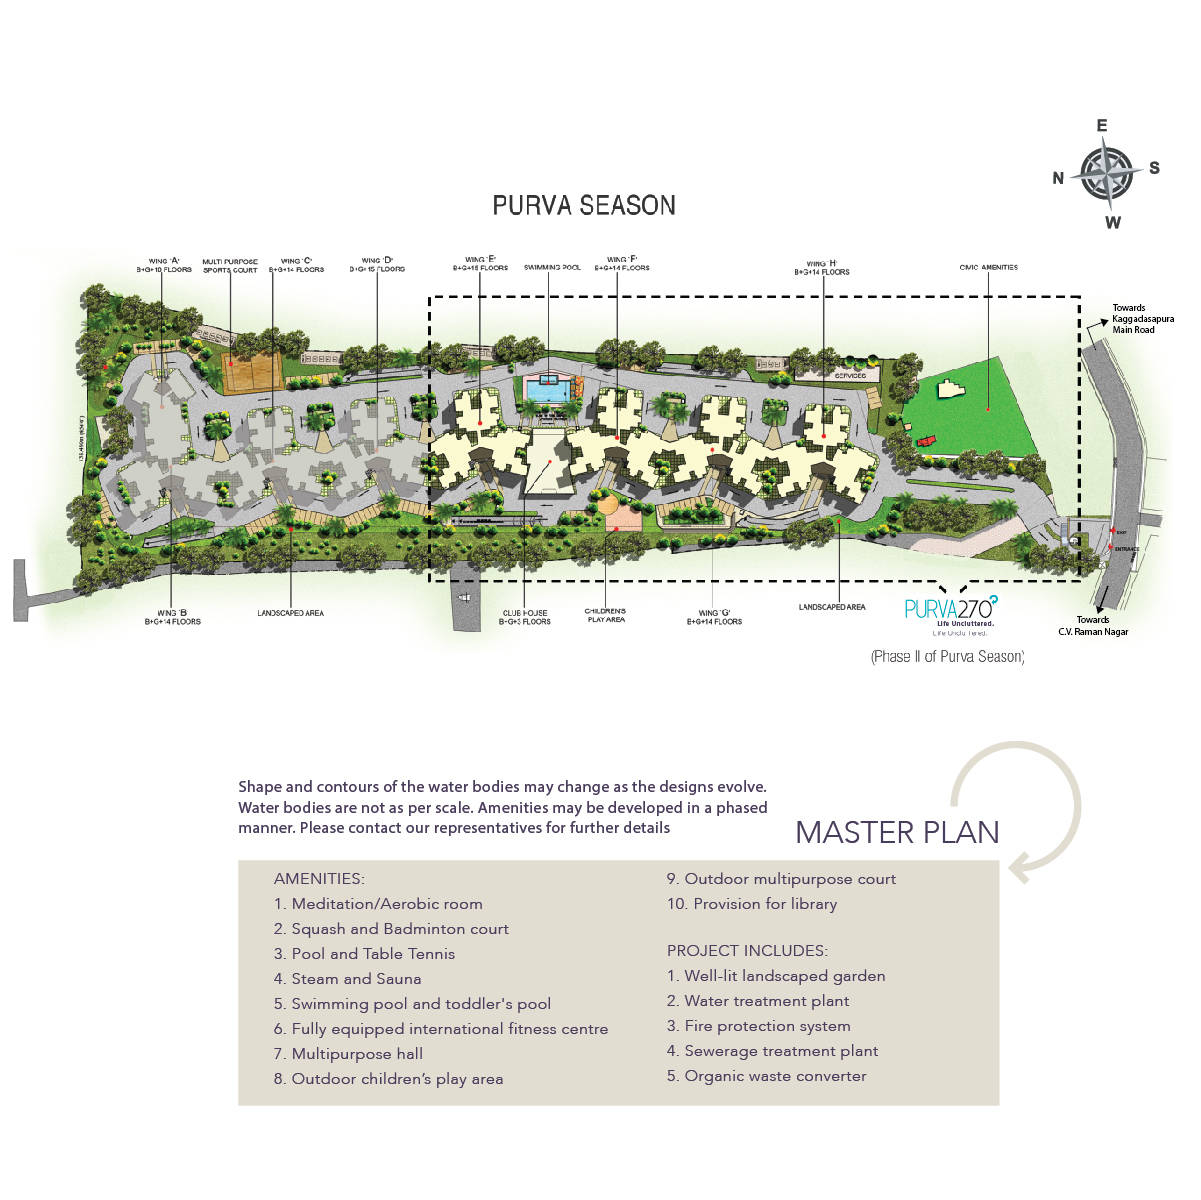 E
N
S
W
PURVA SEASON
WING 'A'
B+G+10 FLOORS
MULTI PURPOSE
SPORTS COURT
WING 'C'
B+G+14 FLOORS
WING 'D'
B+G+15 FLOORS
WING 'E'
B+G+15 FLOORS
SWIMMING POOL
WING 'F'
B+G+14 FLOORS
WING 'H'
B+G+14 FLOORS
CIVIC AMENITIES
Towards
Kaggadasapura
Main Road
SERVICES
EXIT
ENTRANCE
WING 'B'
B+G+14 FLOORS
LANDSCAPED AREA
CLUB HOUSE
B+G+3 FLOORS
CHILDREN'S
PLAY AREA
WING 'G'
B+G+14 FLOORS
LANDSCAPED AREA
PURVA270°
Life Uncluttered.
Life Uncluttered.
Towards
C.V. Raman Nagar
(Phase II of Purva Season)
Shape and contours of the water bodies may change as the designs evolve.
Water bodies are not as per scale. Amenities may be developed in a phased
manner. Please contact our representatives for further details
MASTER PLAN
AMENITIES:
1. Meditation/Aerobic room
2. Squash and Badminton court
3. Pool and Table Tennis
4. Steam and Sauna
5. Swimming pool and toddler's pool
6. Fully equipped international fitness centre
7. Multipurpose hall
8. Outdoor children’s play area
9. Outdoor multipurpose court
10. Provision for library
PROJECT INCLUDES:
1. Well-lit landscaped garden
2. Water treatment plant
3. Fire protection system
4. Sewerage treatment plant
5. Organic waste converter